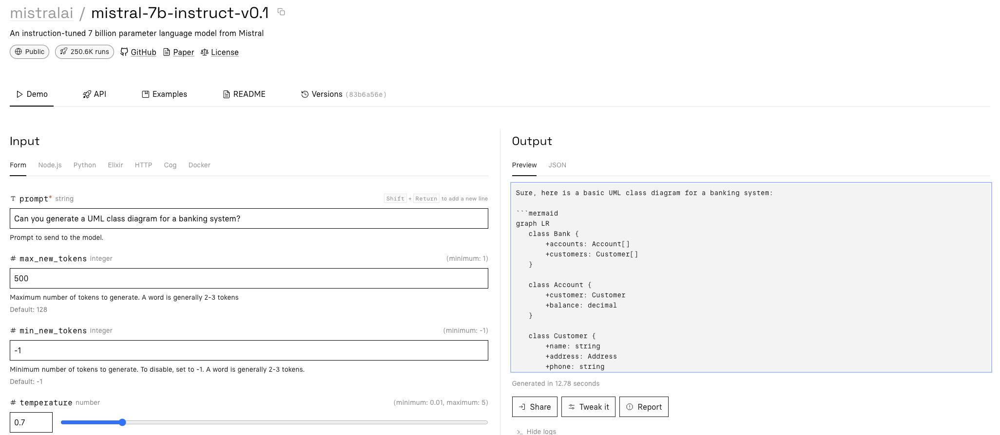 mistralai / mistral-7b-instruct-v0.1
An instruction-tuned 7 billion parameter language model from Mistral
Public 250.6K runs GitHub Paper License
Demo API Examples README Versions (83b6a56e)
Input
Form Node.js Python Elixir HTTP Cog Docker
prompt* string Shift + Return to add a new line
Can you generate a UML class diagram for a banking system?
Prompt to send to the model.
# max_new_tokens integer (minimum: 1)
500
Maximum number of tokens to generate. A word is generally 2-3 tokens
Default: 128
# min_new_tokens integer (minimum: -1)
-1
Minimum number of tokens to generate. To disable, set to -1. A word is generally 2-3 tokens.
Default: -1
# temperature number (minimum: 0.01, maximum: 5)
0.7
Output
Preview JSON
Sure, here is a basic UML class diagram for a banking system:
```mermaid
graph LR
   class Bank {
       +accounts: Account[]
       +customers: Customer[]
   }
   class Account {
       +customer: Customer
       +balance: decimal
   }
   class Customer {
       +name: string
       +address: Address
       +phone: string
Generated in 12.78 seconds
Share Tweak it Report
Hide logs